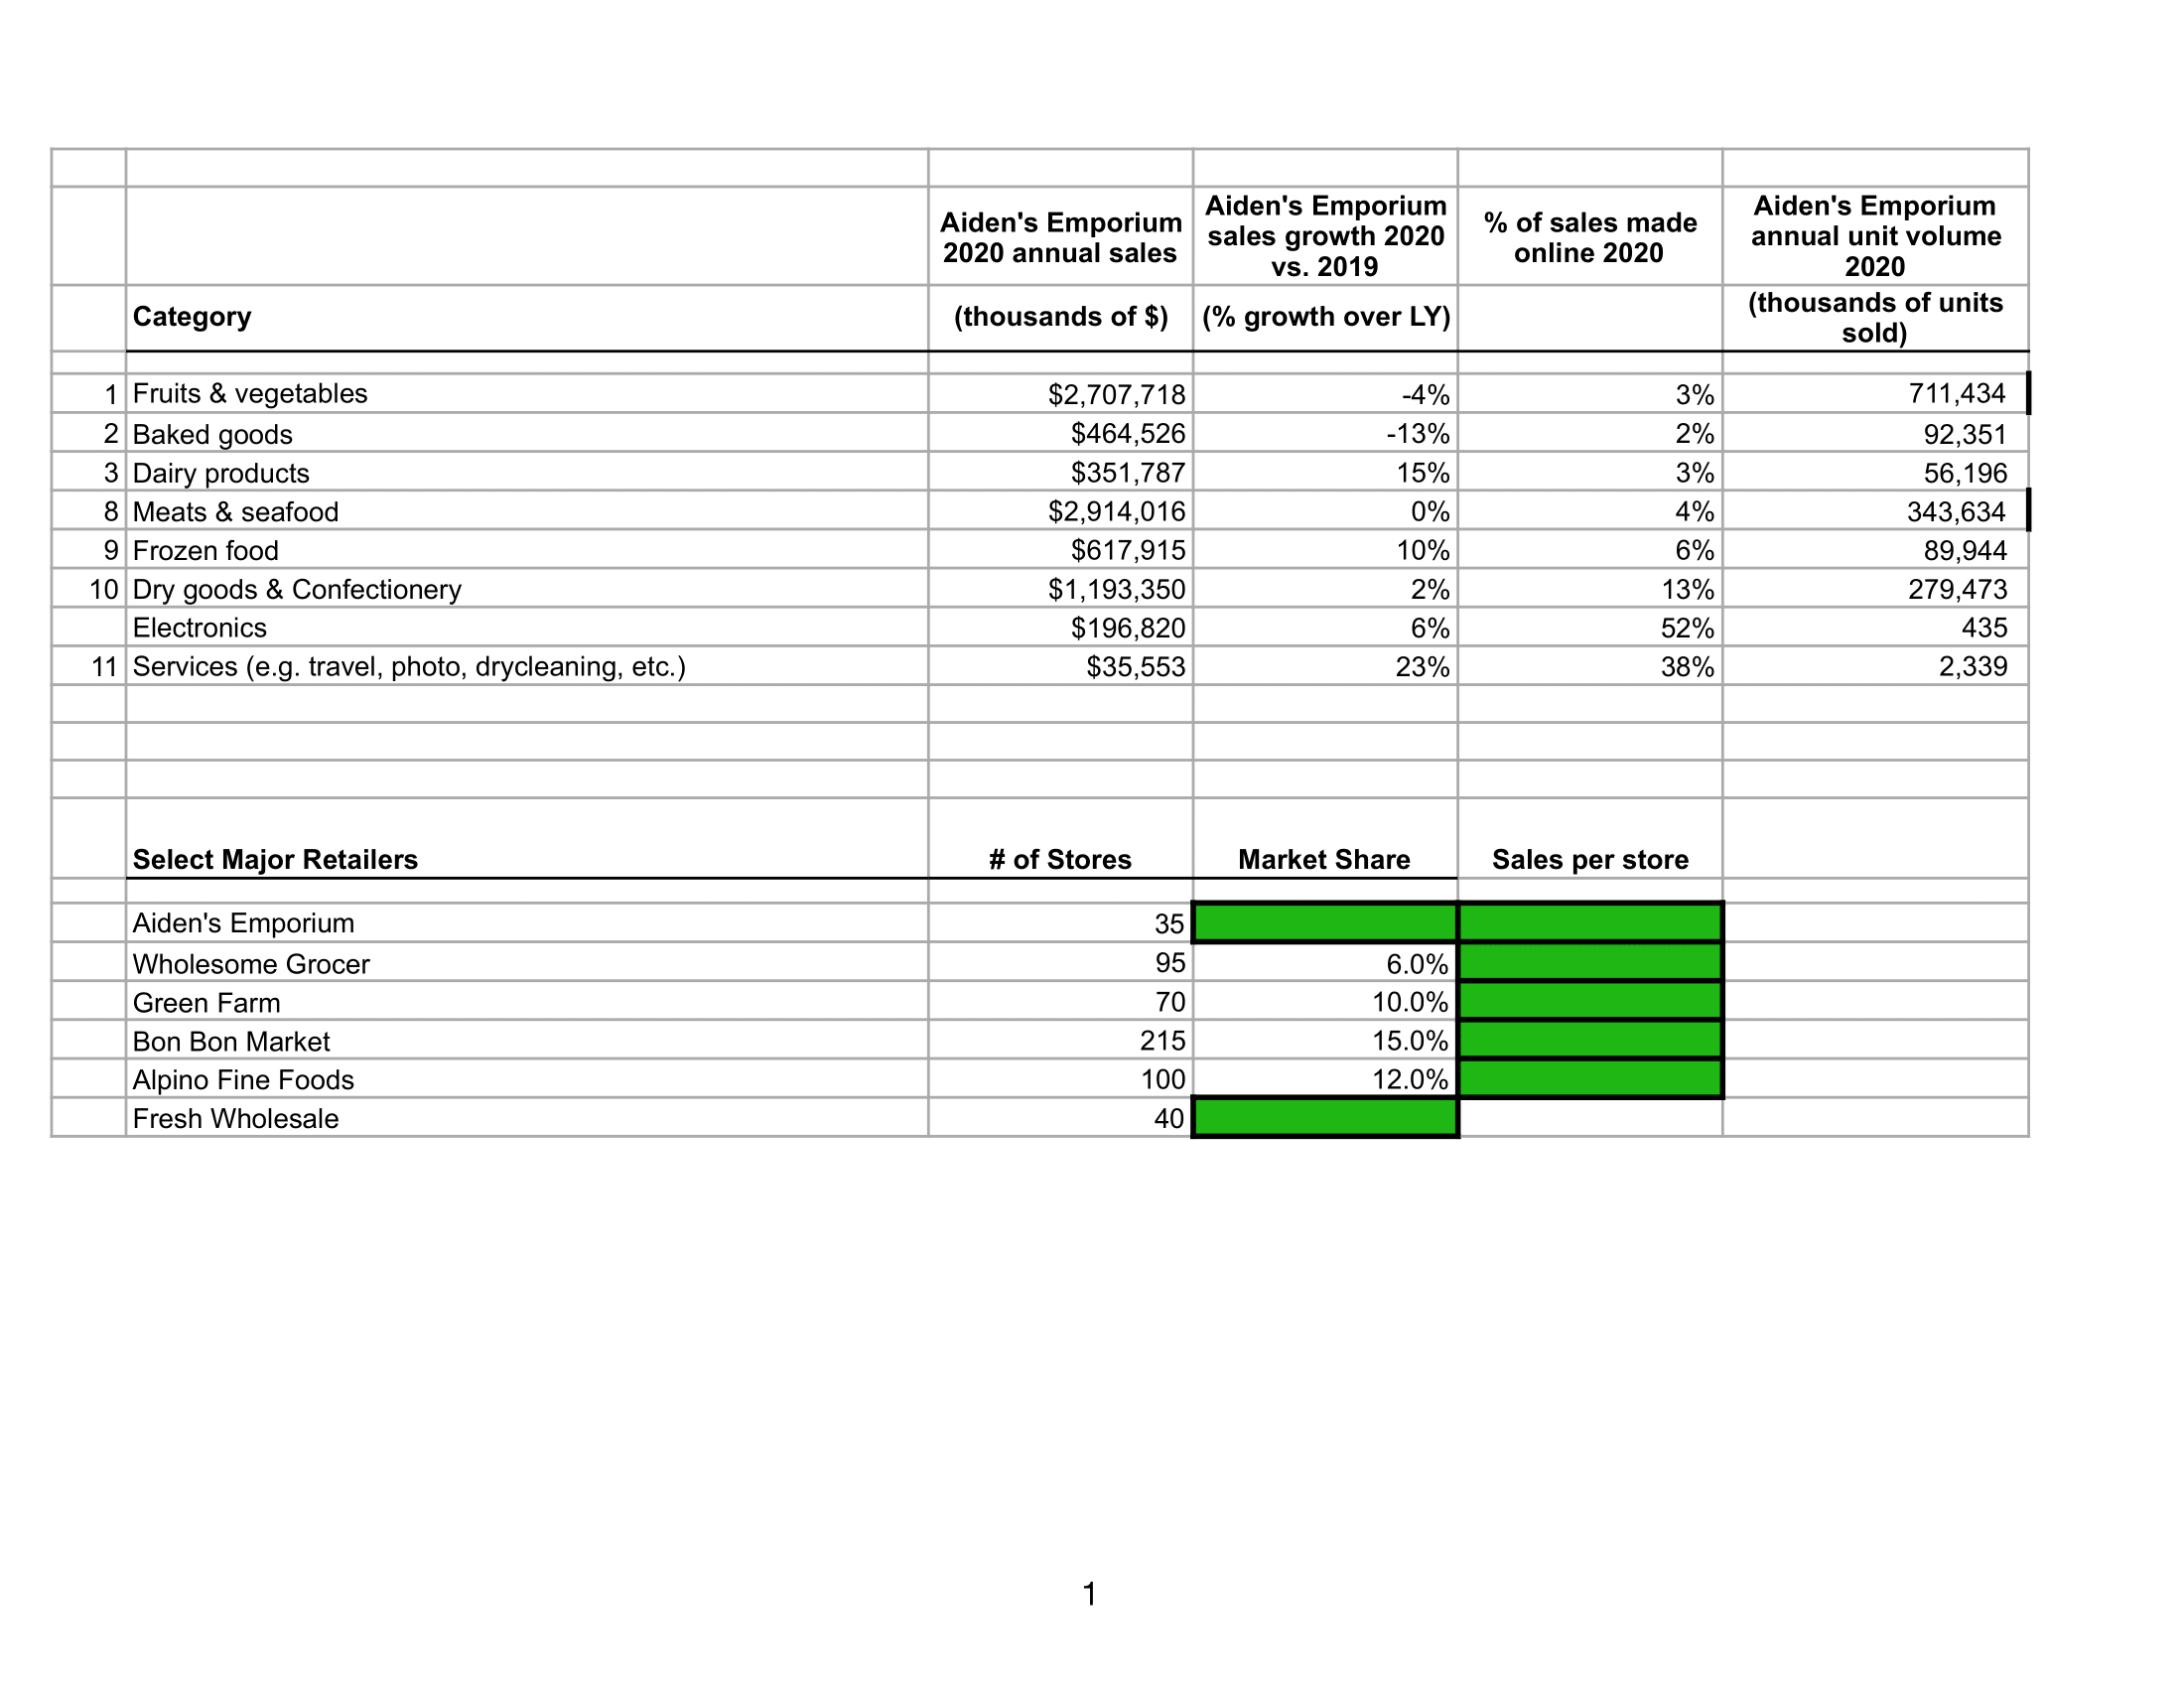 Aiden's Emporium 2020 annual sales | Aiden's Emporium sales growth 2020 vs. 2019 | % of sales made online 2020 | Aiden's Emporium annual unit volume 2020
Category | (thousands of $) | (% growth over LY) | (thousands of units sold)
1 Fruits & vegetables $2,707,718 -4% 3% 711,434
2 Baked goods $464,526 -13% 2% 92,351
3 Dairy products $351,787 15% 3% 56,196
8 Meats & seafood $2,914,016 0% 4% 343,634
9 Frozen food $617,915 10% 6% 89,944
10 Dry goods & Confectionery $1,193,350 2% 13% 279,473
Electronics $196,820 6% 52% 435
11 Services (e.g. travel, photo, drycleaning, etc.) $35,553 23% 38% 2,339
Select Major Retailers # of Stores Market Share Sales per store
Aiden's Emporium 35
Wholesome Grocer 95 6.0%
Green Farm 70 10.0%
Bon Bon Market 215 15.0%
Alpino Fine Foods 100 12.0%
Fresh Wholesale 40
1